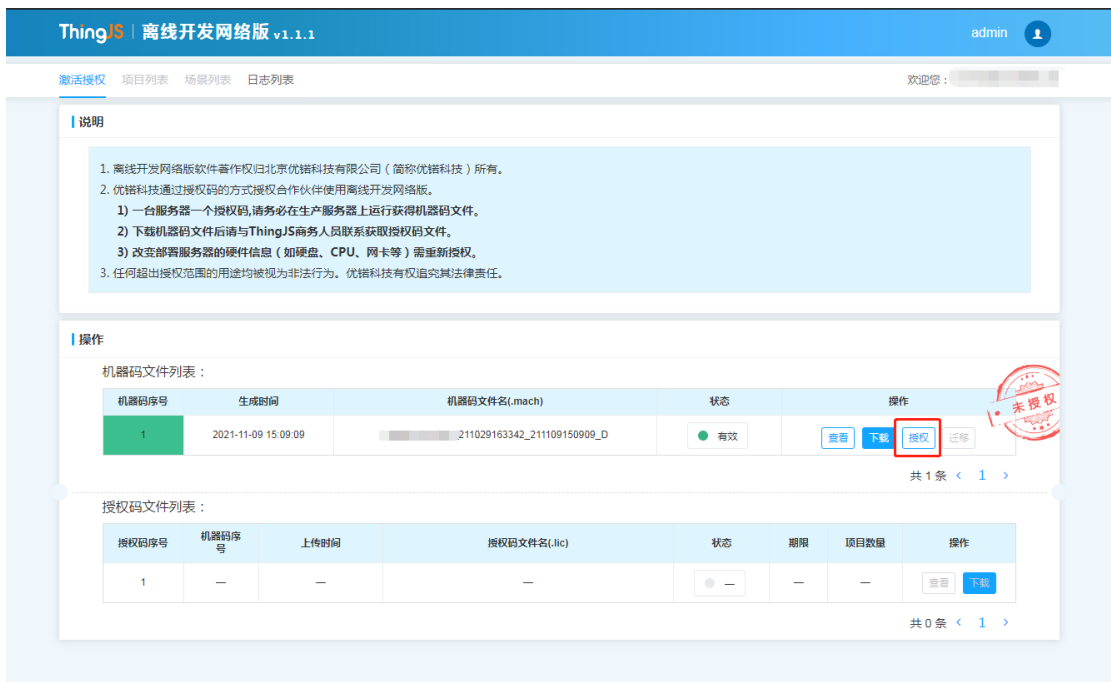 ThingJS 离线开发网络版 v1.1.1
admin
激活授权 项目列表 场景列表 日志列表
欢迎您：
说明
1. 离线开发网络版软件著作权归北京优锘科技有限公司（简称优锘科技）所有。
2. 优锘科技通过授权码的方式授权合作伙伴使用离线开发网络版。
1) 一台服务器一个授权码,请务必在生产服务器上运行获得机器码文件。
2) 下载机器码文件后请与ThingJS商务人员联系获取授权码文件。
3) 改变部署服务器的硬件信息（如硬盘、CPU、网卡等）需重新授权。
3. 任何超出授权范围的用途均被视为非法行为。优锘科技有权追究其法律责任。
操作
机器码文件列表：
机器码序号 生成时间 机器码文件名(.mach) 状态 操作
未授权
1 2021-11-09 15:09:09 211029163342_211109150909_D 有效 查看 下载 授权 迁移
共 1 条 < 1 >
授权码文件列表：
授权码序号 机器码序号 上传时间 授权码文件名(.lic) 状态 期限 项目数量 操作
1 — — — — — — 查看 下载
共 0 条 < 1 >